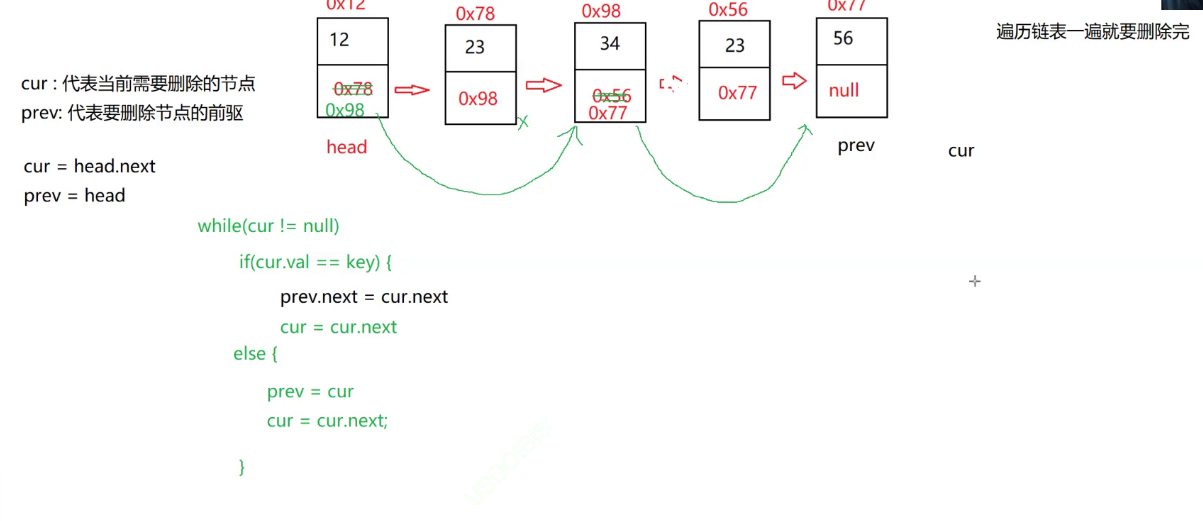 0x12
0x78
0x98
0x56
0x77
遍历链表一遍就要删除完
12
23
34
23
56
cur : 代表当前需要删除的节点
prev: 代表要删除节点的前驱
0x78
0x98
0x98
0x56
0x77
0x77
null
head
prev
cur
cur = head.next
prev = head
while(cur != null)
if(cur.val == key) {
prev.next = cur.next
cur = cur.next
else {
prev = cur
cur = cur.next;
}